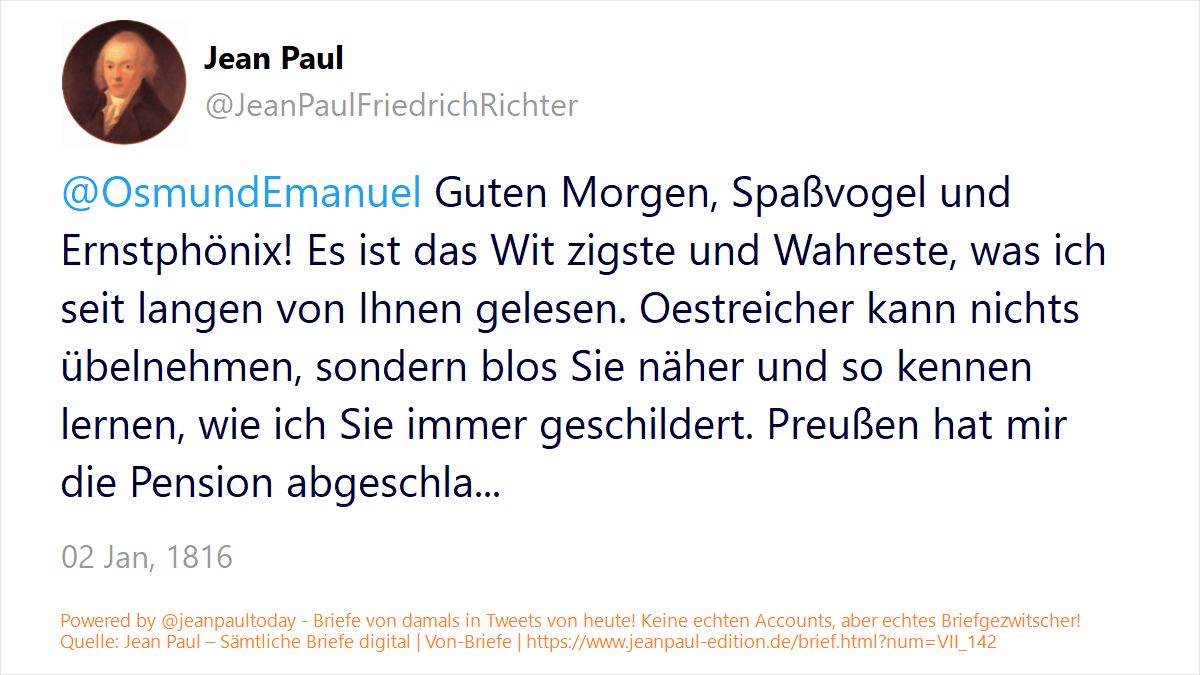 Jean Paul
@JeanPaulFriedrichRichter
@OsmundEmanuel Guten Morgen, Spaßvogel und
Ernstphönix! Es ist das Wit zigste und Wahreste, was ich
seit langen von Ihnen gelesen. Oestreicher kann nichts
übelnehmen, sondern blos Sie näher und so kennen
lernen, wie ich Sie immer geschildert. Preußen hat mir
die Pension abgeschla...
02 Jan, 1816
Powered by @jeanpaultoday - Briefe von damals in Tweets von heute! Keine echten Accounts, aber echtes Briefgezwitscher!
Quelle: Jean Paul – Sämtliche Briefe digital | Von-Briefe | https://www.jeanpaul-edition.de/brief.html?num=VII_142